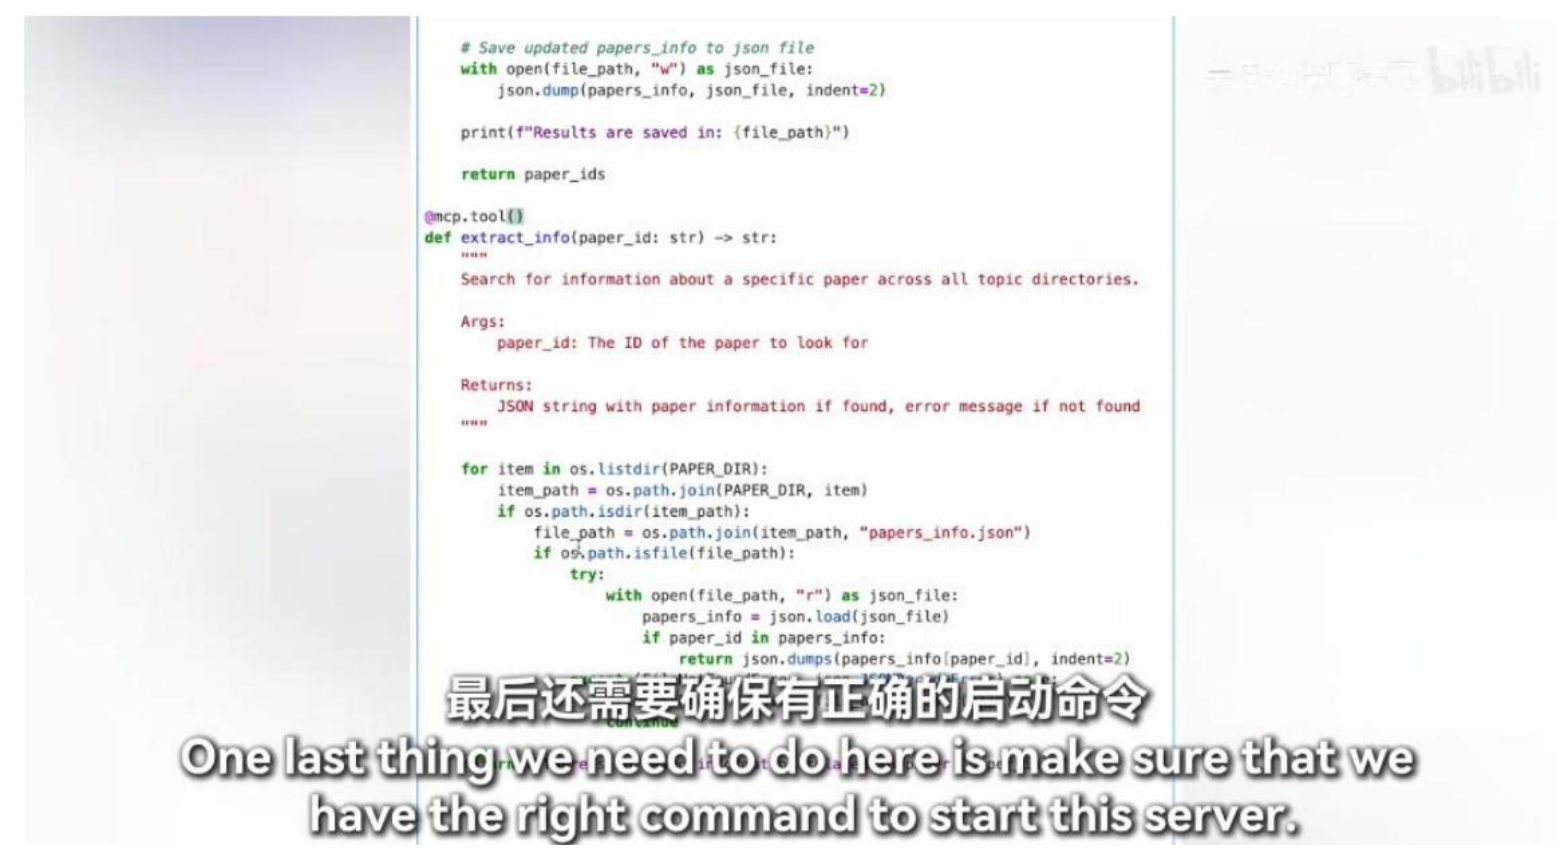 # Save updated papers_info to json file
with open(file_path, "w") as json_file:
json.dump(papers_info, json_file, indent=2)
print(f"Results are saved in: {file_path}")
return paper_ids
@mcp.tool()
def extract_info(paper_id: str) -> str:
"""
Search for information about a specific paper across all topic directories.
Args:
paper_id: The ID of the paper to look for
Returns:
JSON string with paper information if found, error message if not found
"""
for item in os.listdir(PAPER_DIR):
item_path = os.path.join(PAPER_DIR, item)
if os.path.isdir(item_path):
file_path = os.path.join(item_path, "papers_info.json")
if os.path.isfile(file_path):
try:
with open(file_path, "r") as json_file:
papers_info = json.load(json_file)
if paper_id in papers_info:
return json.dumps(papers_info[paper_id], indent=2)
continue
最后还需要确保有正确的启动命令
One last thing we need to do here is make sure that we
have the right command to start this server.
bilibili